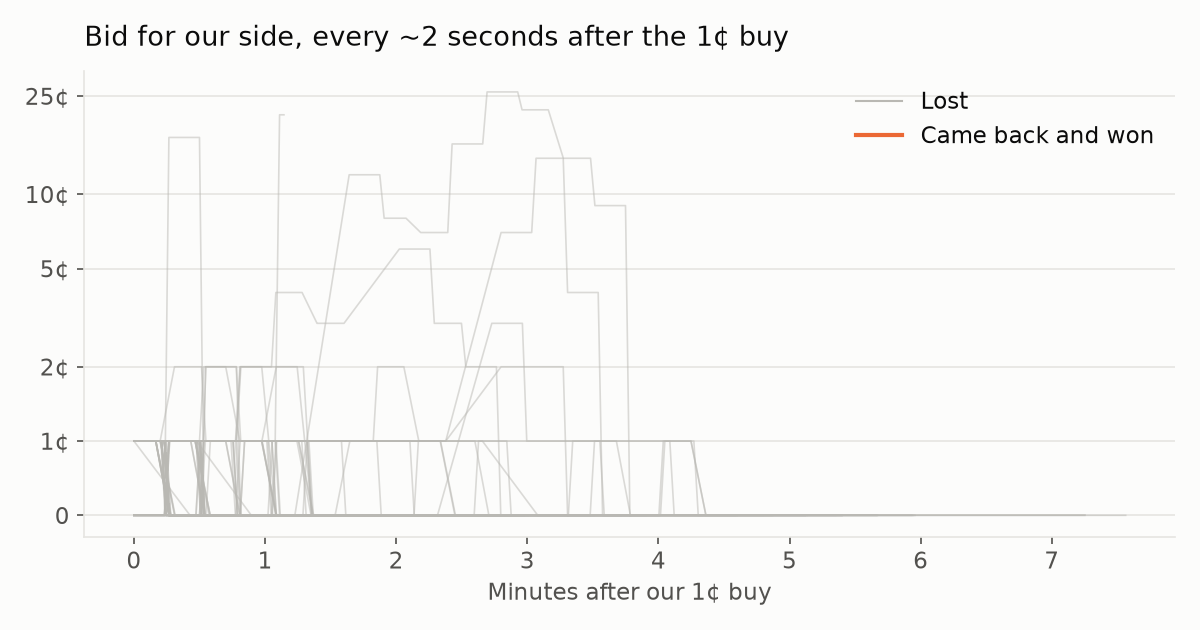 Bid for our side, every ~2 seconds after the 1¢ buy
25¢
10¢
5¢
2¢
1¢
0
Lost
Came back and won
0 1 2 3 4 5 6 7
Minutes after our 1¢ buy